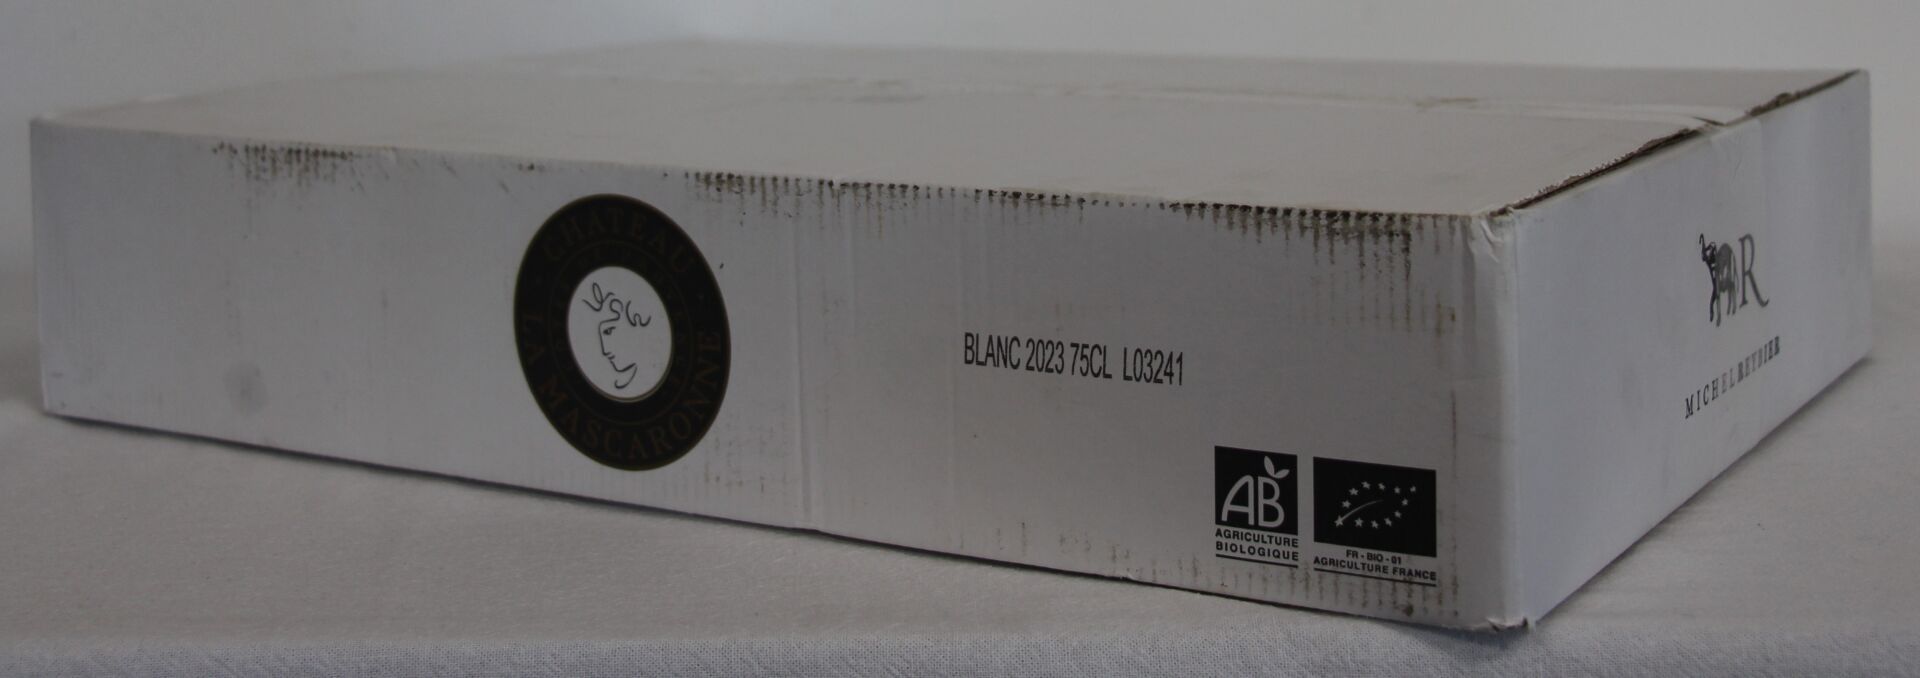 CHATEAU
LA MASCARONNE
BLANC 2023 75CL L03241
AB
AGRICULTURE
BIOLOGIQUE
FR - BIO - 01
AGRICULTURE FRANCE
R
MICHEL REYBIER